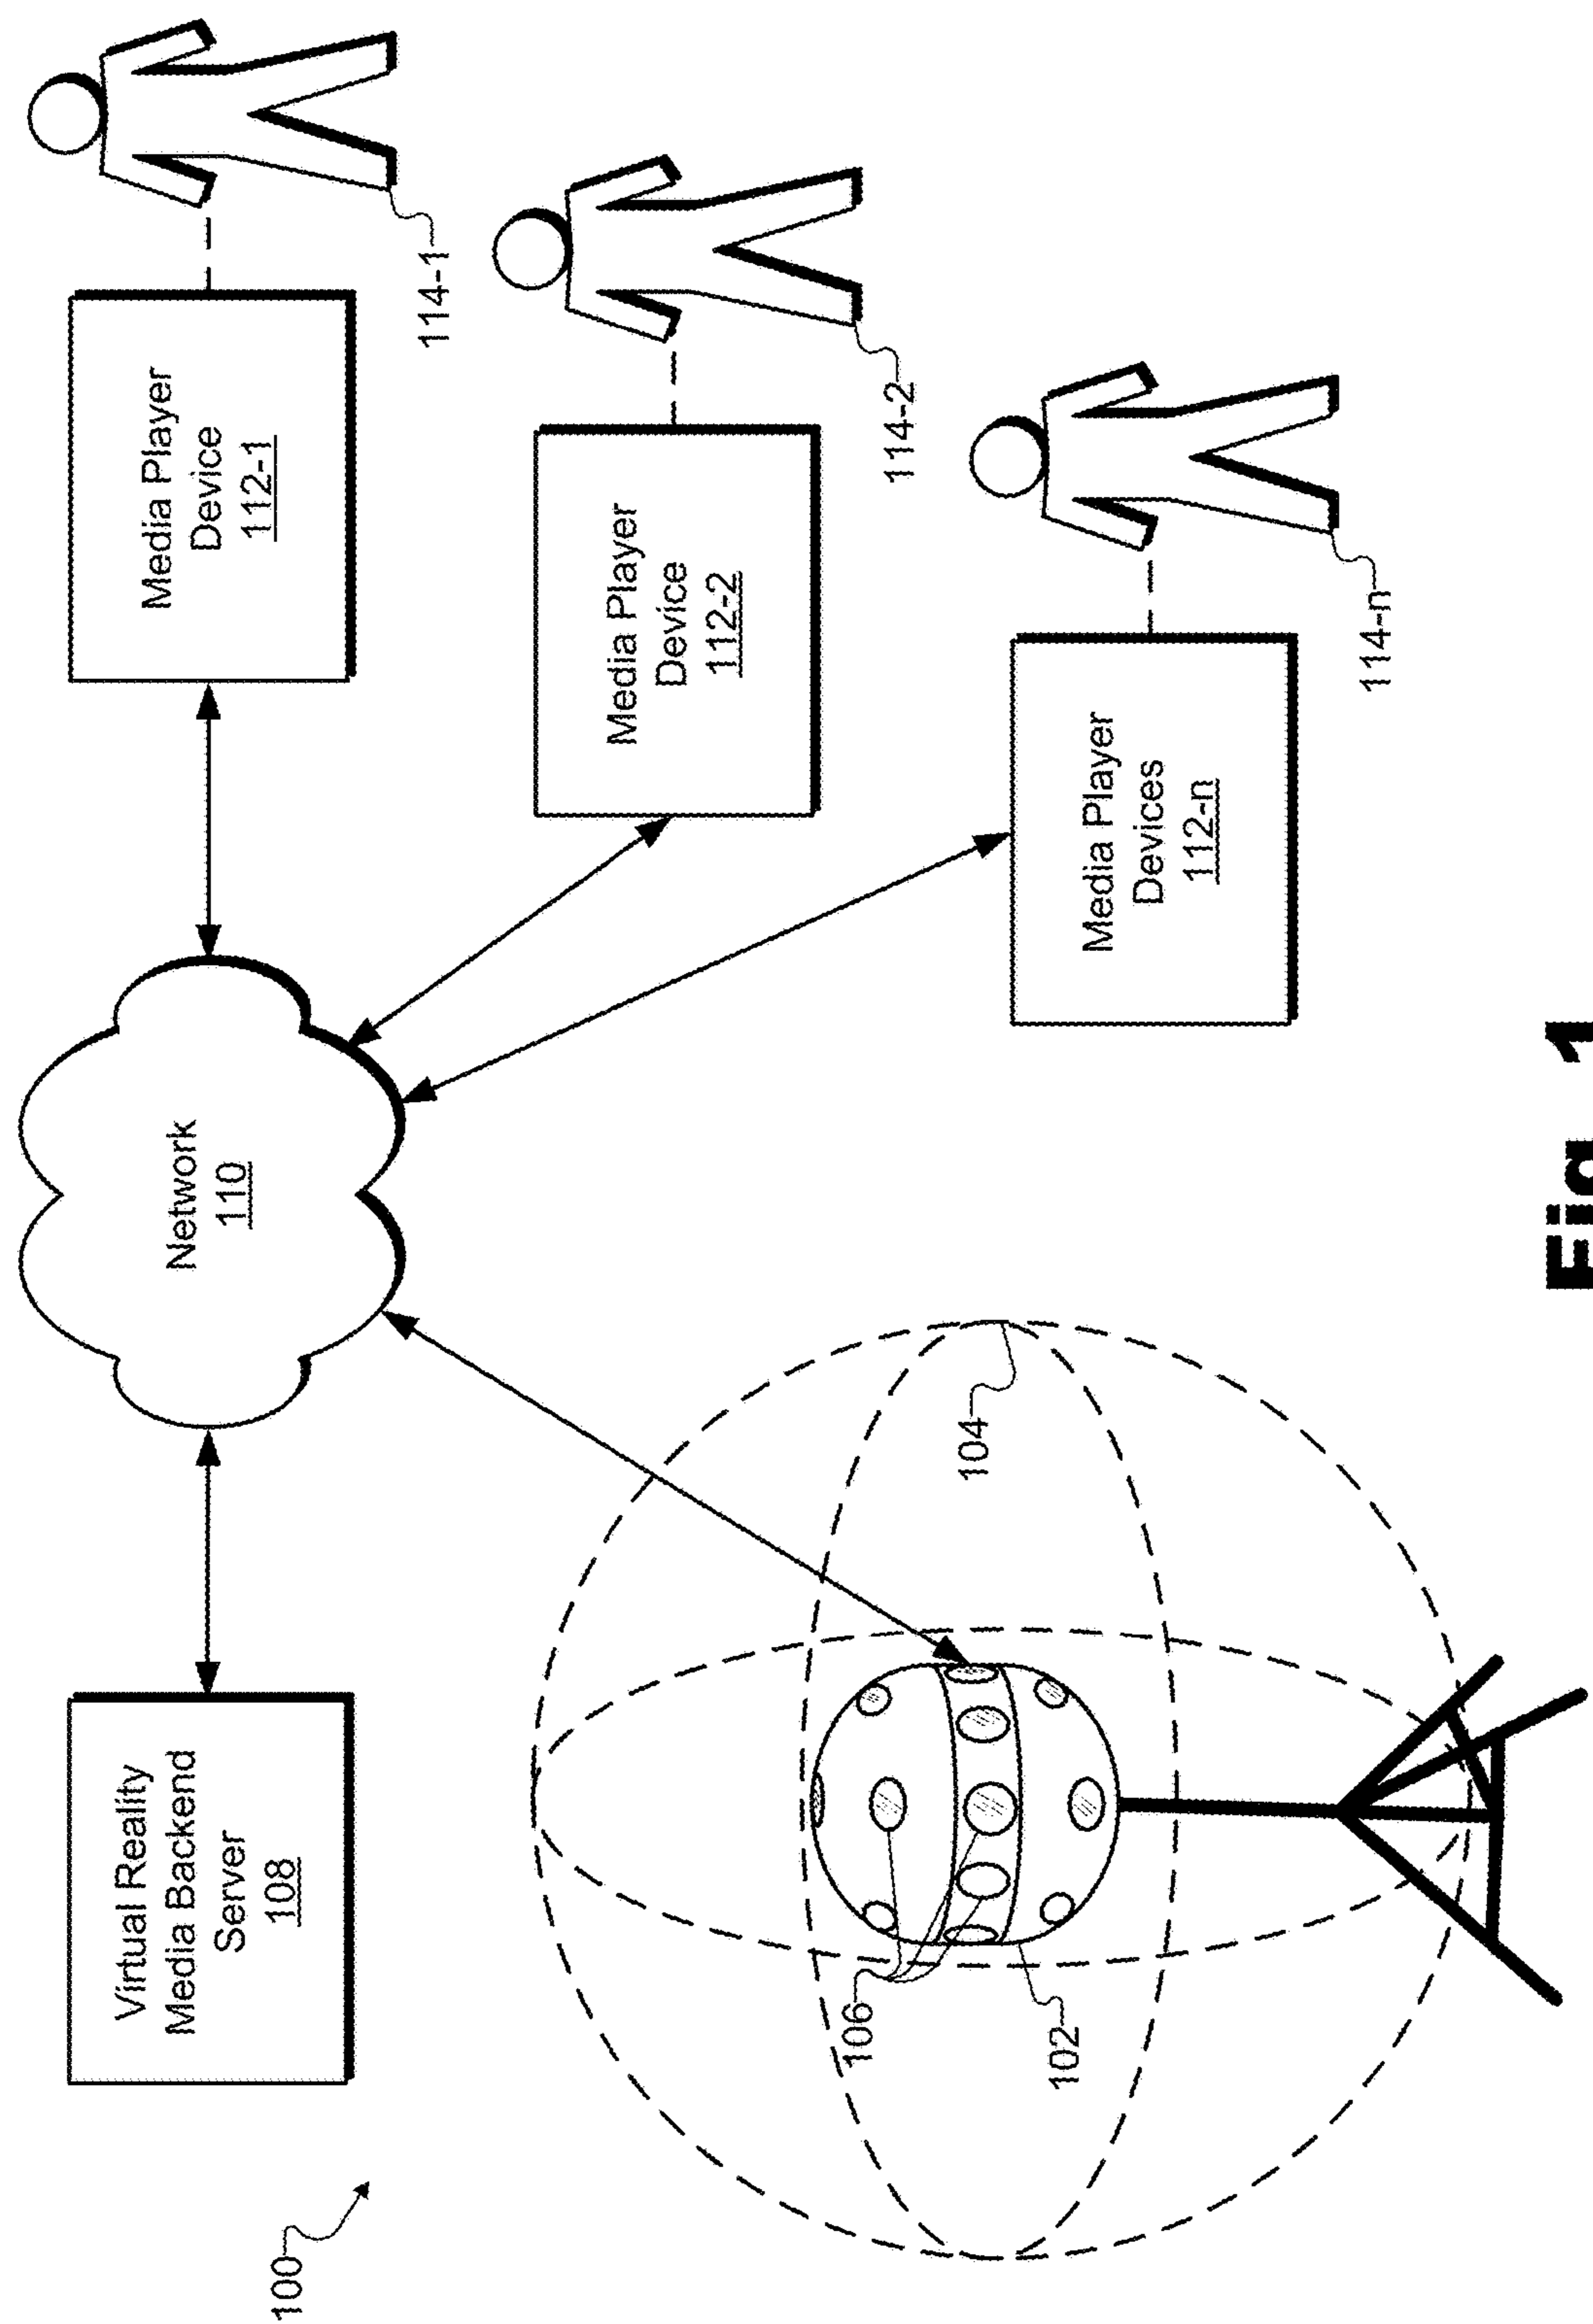 100
Virtual Reality
Media Backend
Server
108
Network
110
Media Player
Device
112-1
114-1
Media Player
Device
112-2
114-2
Media Player
Devices
112-n
114-n
106
102
104
Fig. 1